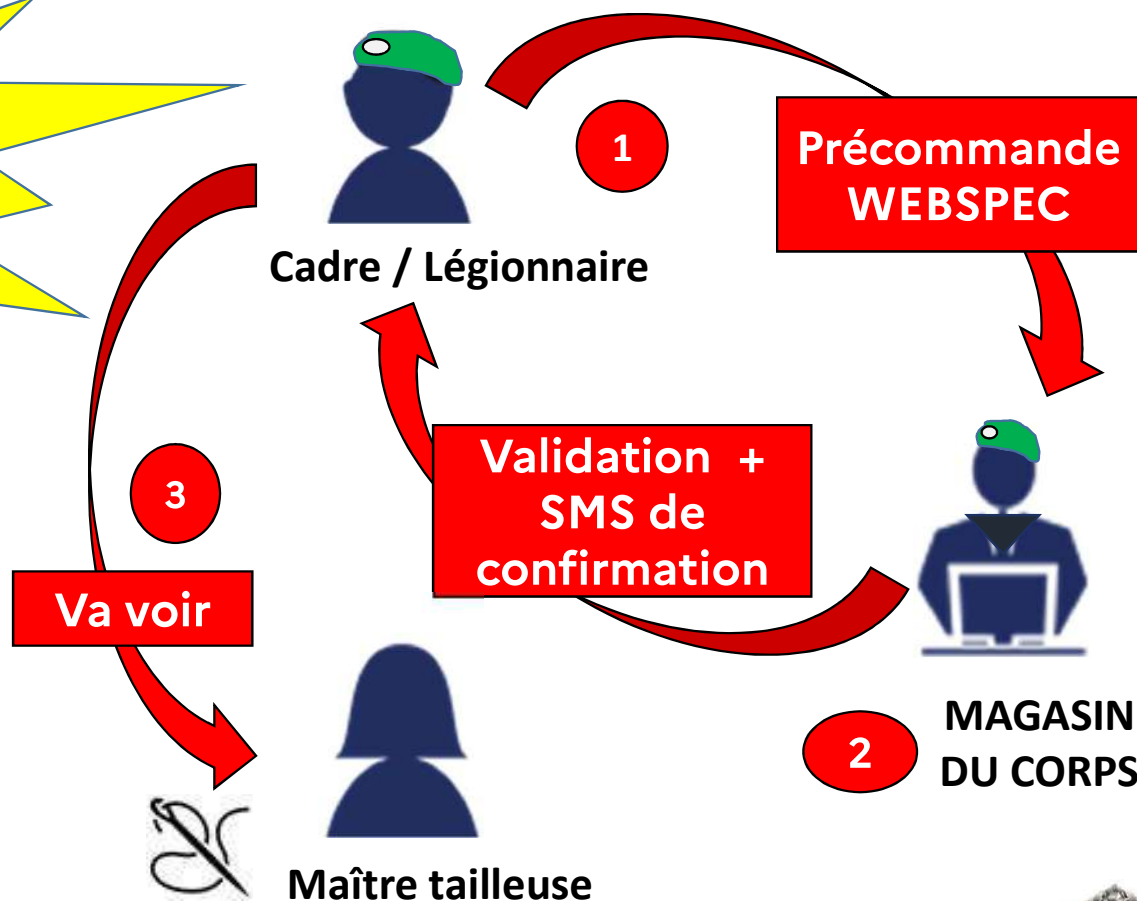 1
Précommande
WEBSPEC
Cadre / Légionnaire
Validation +
SMS de
confirmation
3
Va voir
2
MAGASIN
DU CORPS
Maître tailleuse